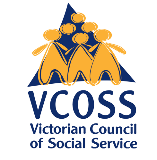 VCOSS
Victorian Council
of Social Service